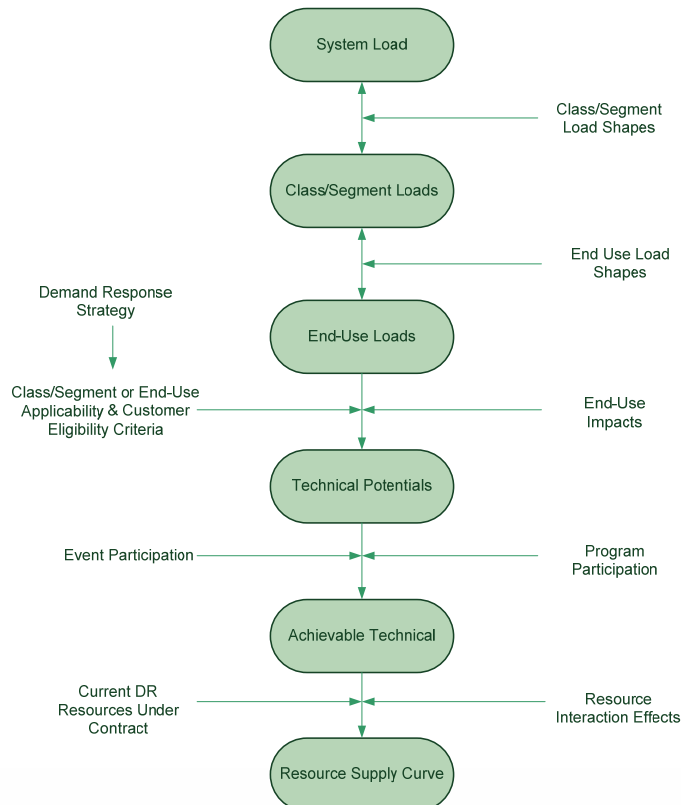 System Load
Class/Segment
Load Shapes
Class/Segment Loads
End Use Load
Shapes
Demand Response
Strategy
End-Use Loads
Class/Segment or End-Use
Applicability & Customer
Eligibility Criteria
End-Use
Impacts
Technical Potentials
Event Participation
Program
Participation
Achievable Technical
Current DR
Resources Under
Contract
Resource
Interaction Effects
Resource Supply Curve